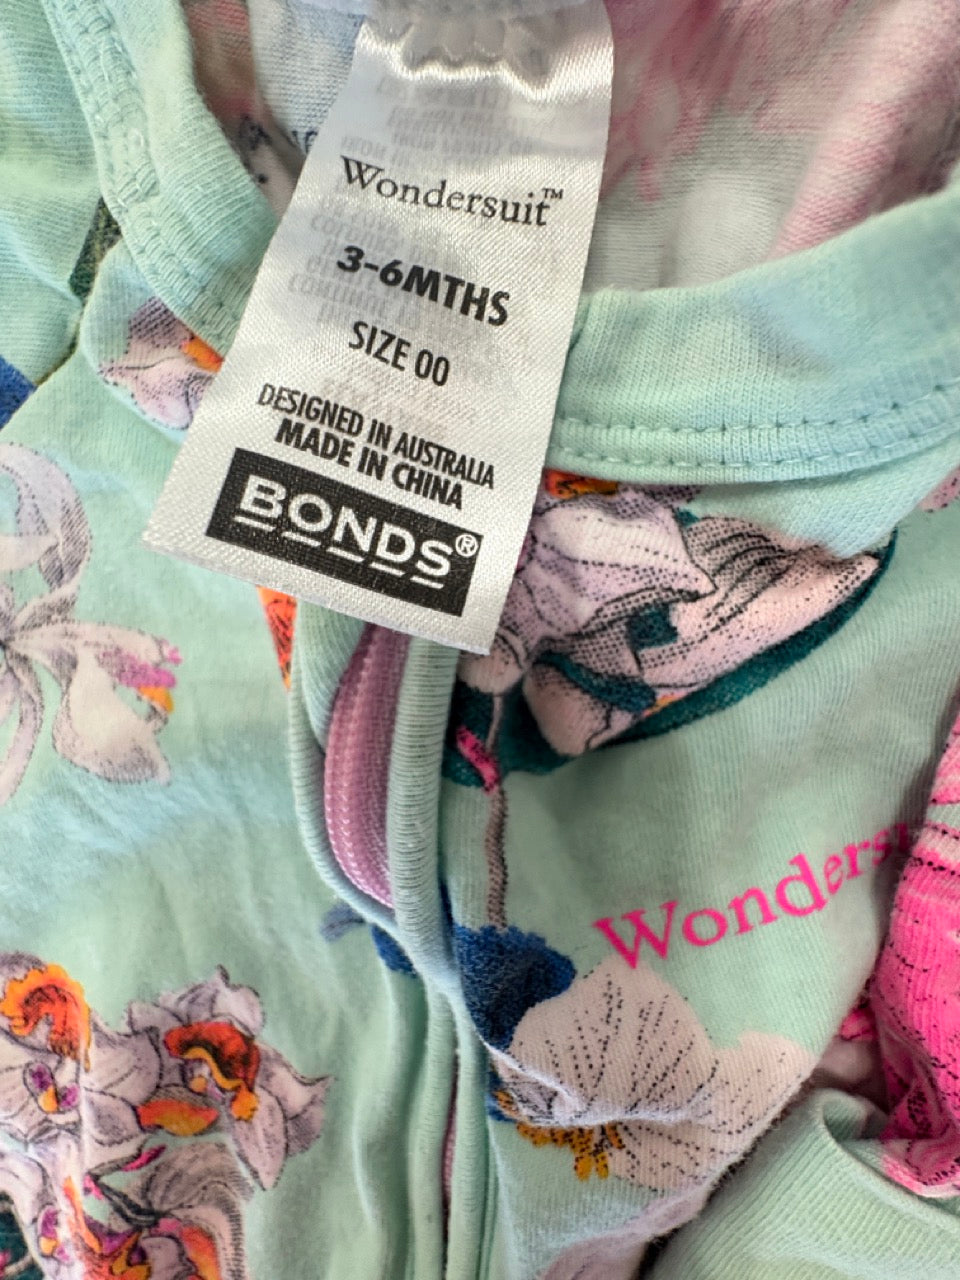 Wondersuit™
3-6MTHS
SIZE 00
DESIGNED IN AUSTRALIA
MADE IN CHINA
BONDS®
Wonders